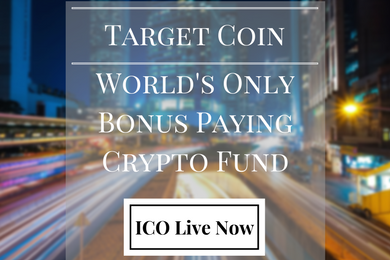 Target Coin
World's Only
Bonus Paying
Crypto Fund
ICO Live Now